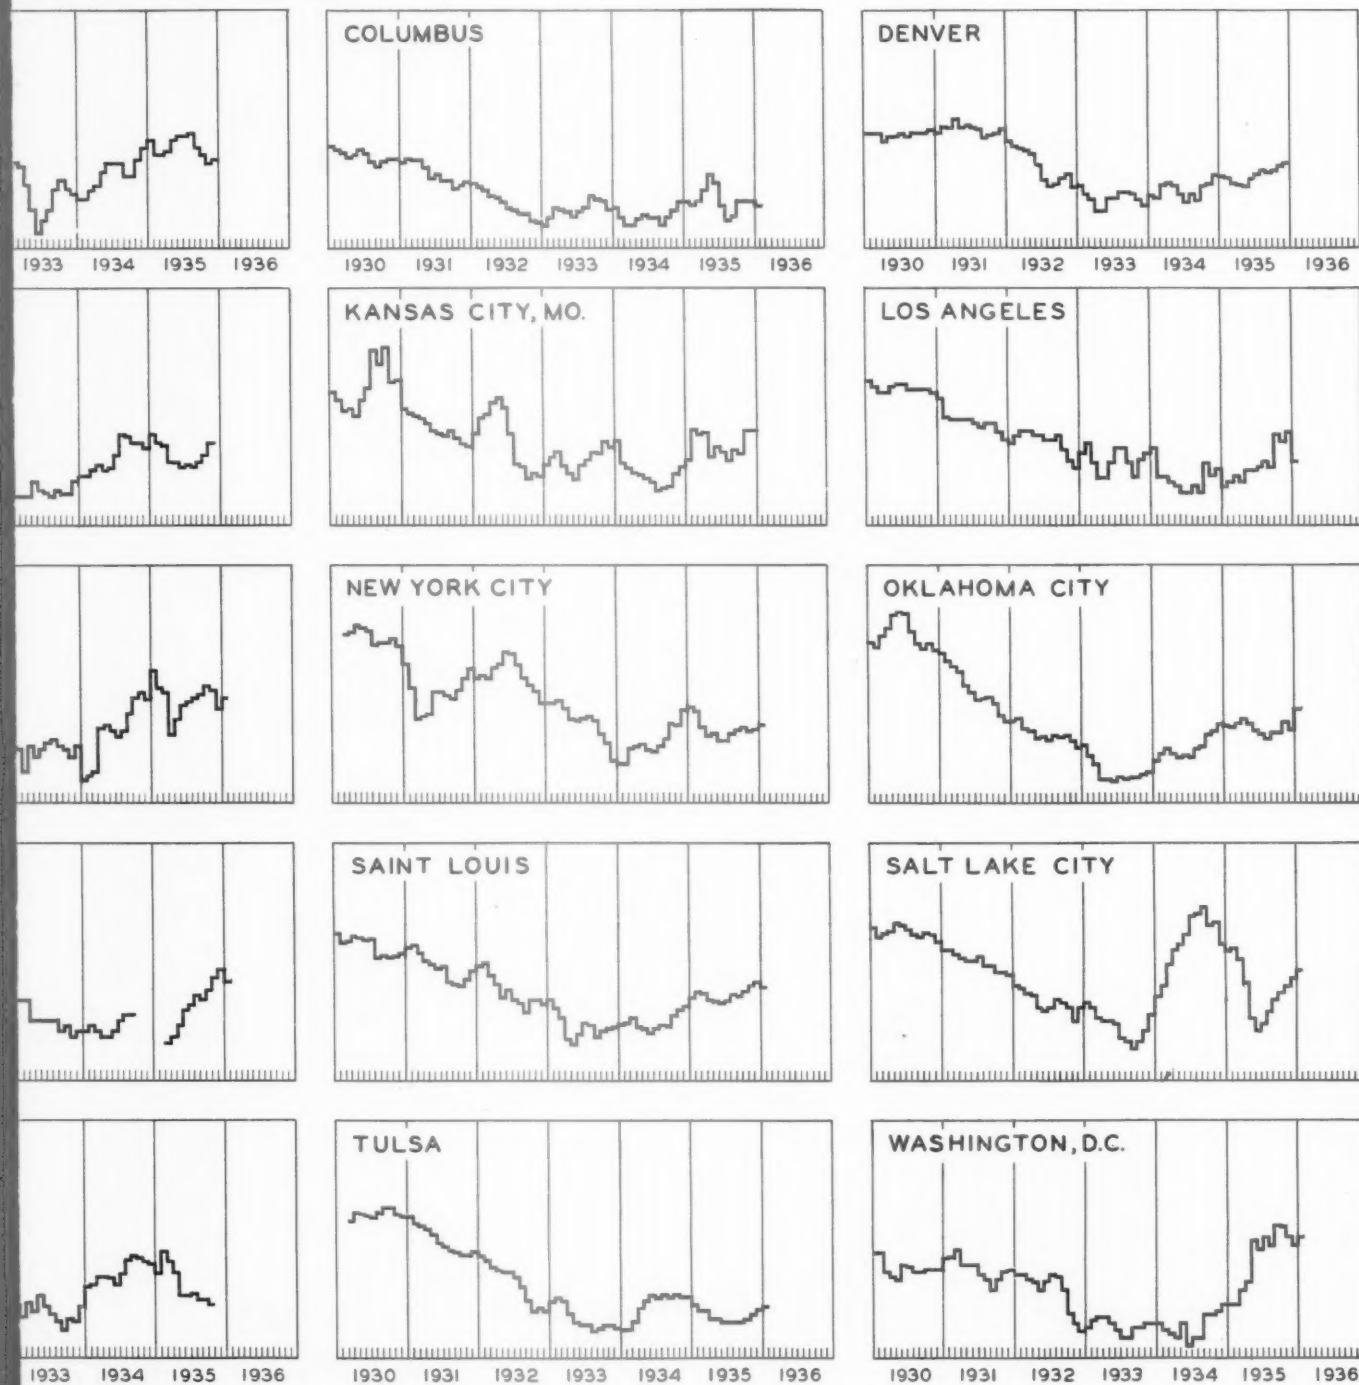 COLUMBUS
DENVER
1933 1934 1935 1936
1930 1931 1932 1933 1934 1935 1936
1930 1931 1932 1933 1934 1935 1936
KANSAS CITY, MO.
LOS ANGELES
NEW YORK CITY
OKLAHOMA CITY
SAINT LOUIS
SALT LAKE CITY
TULSA
WASHINGTON, D.C.
1933 1934 1935 1936
1930 1931 1932 1933 1934 1935 1936
1930 1931 1932 1933 1934 1935 1936